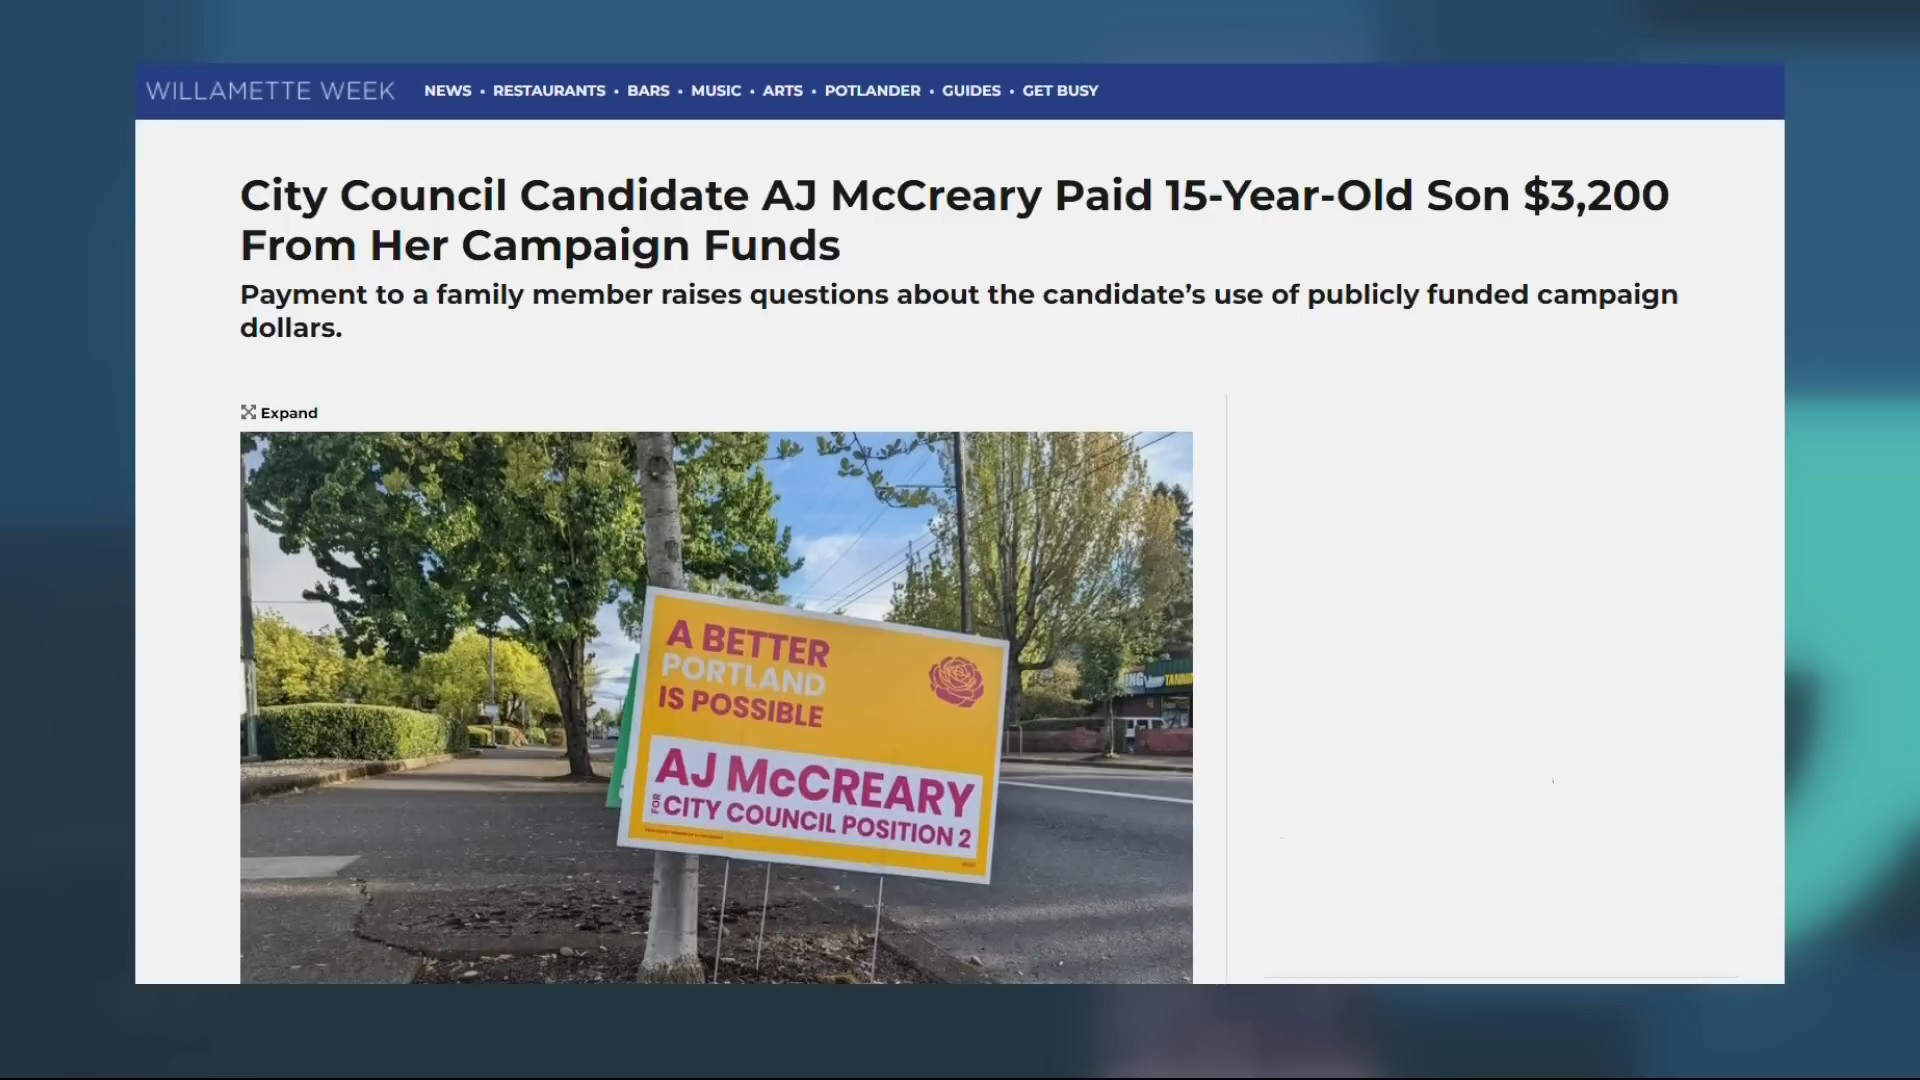 WILLAMETTE WEEK
NEWS • RESTAURANTS • BARS • MUSIC • ARTS • POTLANDER • GUIDES • GET BUSY
City Council Candidate AJ McCreary Paid 15-Year-Old Son $3,200
From Her Campaign Funds
Payment to a family member raises questions about the candidate’s use of publicly funded campaign
dollars.
Expand
A BETTER
PORTLAND
IS POSSIBLE
AJ McCREARY
FOR CITY COUNCIL POSITION 2